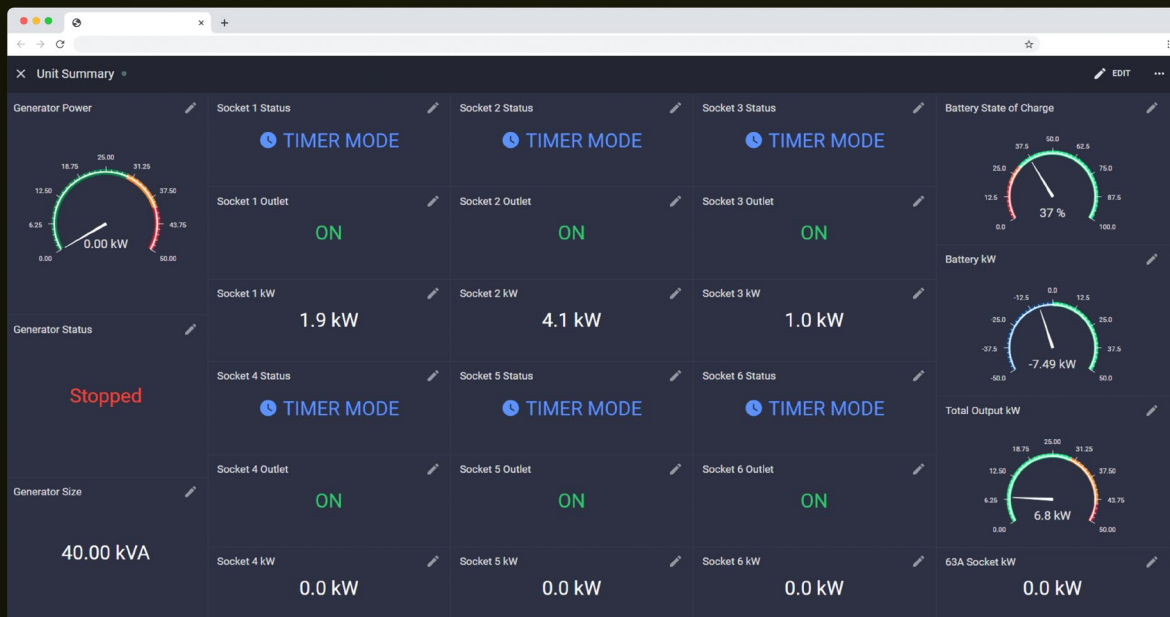 Unit Summary
EDIT
Generator Power
0.00
6.25
12.50
18.75
25.00
31.25
37.50
43.75
50.00
0.00 kW
Generator Status
Stopped
Generator Size
40.00 kVA
Socket 1 Status
TIMER MODE
Socket 2 Status
TIMER MODE
Socket 3 Status
TIMER MODE
Socket 1 Outlet
ON
Socket 2 Outlet
ON
Socket 3 Outlet
ON
Socket 1 kW
1.9 kW
Socket 2 kW
4.1 kW
Socket 3 kW
1.0 kW
Socket 4 Status
TIMER MODE
Socket 5 Status
TIMER MODE
Socket 6 Status
TIMER MODE
Socket 4 Outlet
ON
Socket 5 Outlet
ON
Socket 6 Outlet
ON
Socket 4 kW
0.0 kW
Socket 5 kW
0.0 kW
Socket 6 kW
0.0 kW
Battery State of Charge
0.0
12.5
25.0
37.5
50.0
62.5
75.0
87.5
100.0
37 %
Battery kW
-50.0
-37.5
-25.0
-12.5
0.0
12.5
25.0
37.5
50.0
-7.49 kW
Total Output kW
0.00
6.25
12.50
18.75
25.00
31.25
37.50
43.75
50.00
6.8 kW
63A Socket kW
0.0 kW